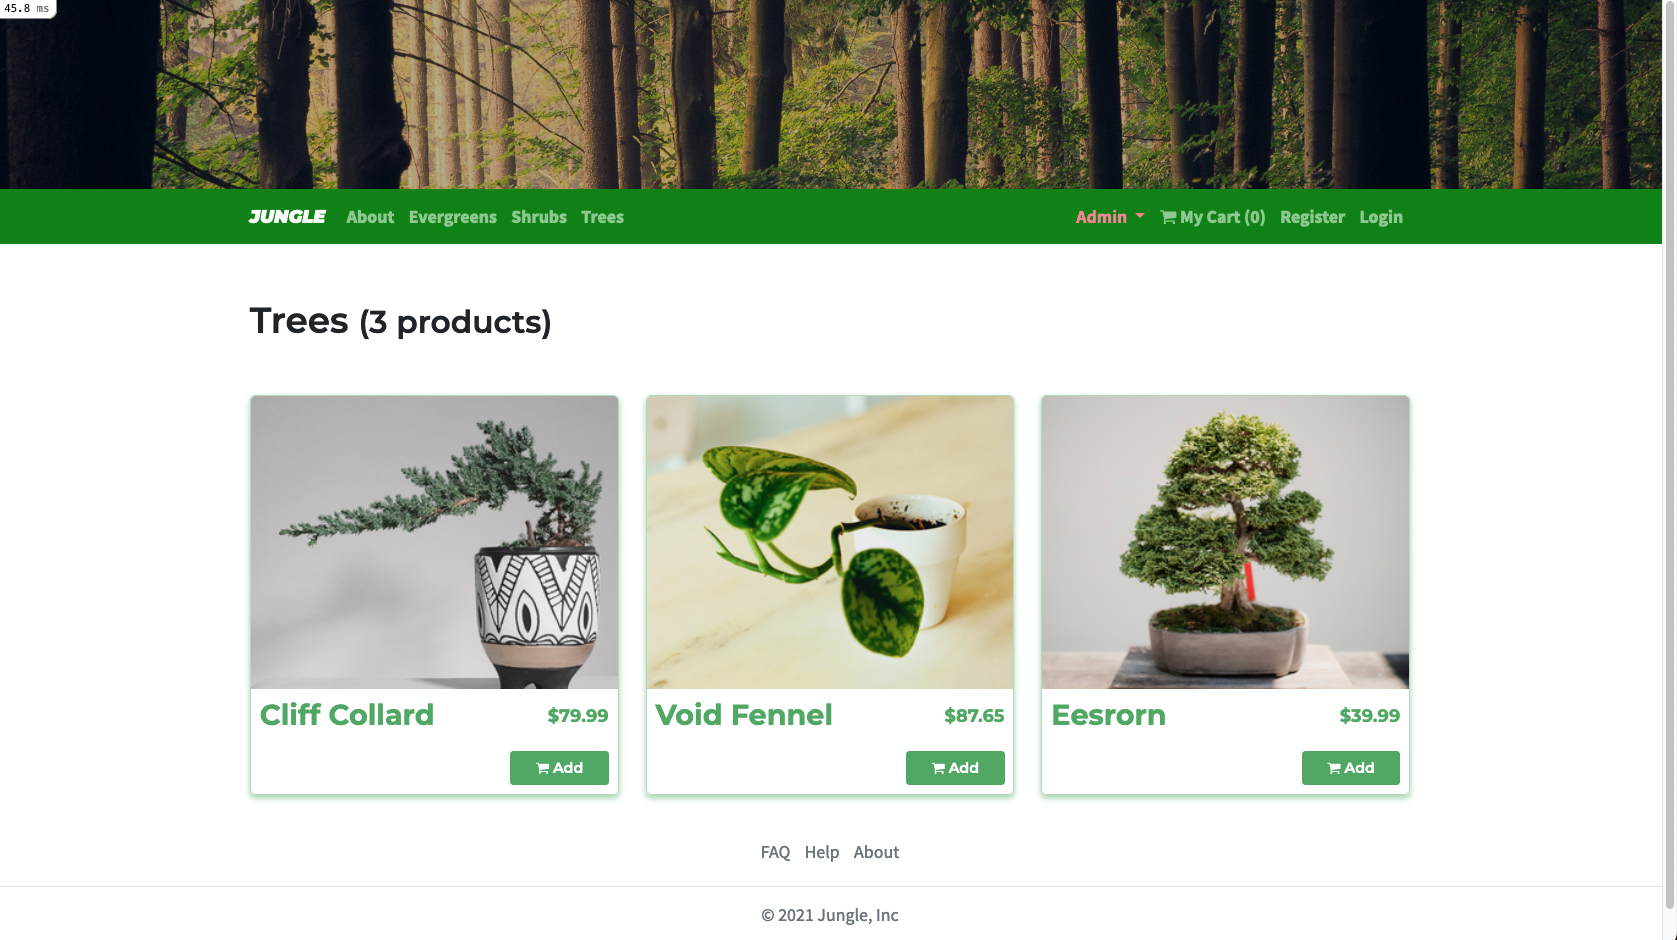 45.8 ms
JUNGLE About Evergreens Shrubs Trees Admin My Cart (0) Register Login
Trees (3 products)
Cliff Collard $79.99
Add
Void Fennel $87.65
Add
Eesrorn $39.99
Add
FAQ Help About
© 2021 Jungle, Inc